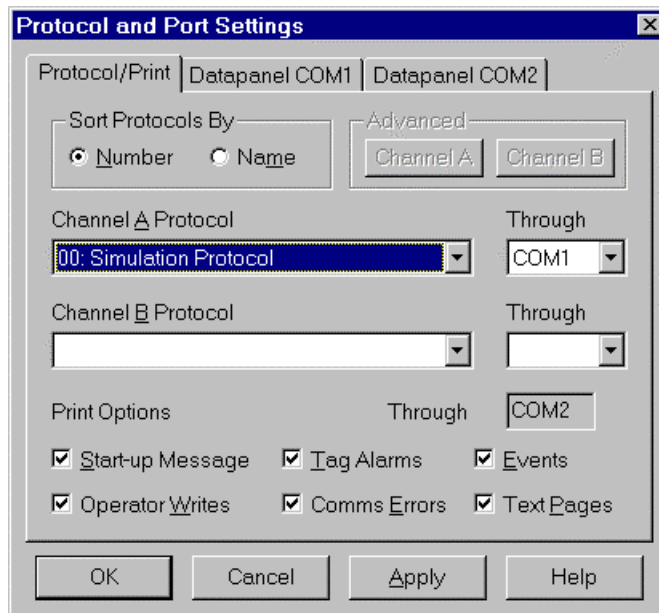 Protocol and Port Settings
Protocol/Print Datapanel COM1 Datapanel COM2
Sort Protocols By Advanced
Number Name Channel A Channel B
Channel A Protocol Through
00: Simulation Protocol COM1
Channel B Protocol Through
Print Options Through COM2
Start-up Message Tag Alarms Events
Operator Writes Comms Errors Text Pages
OK Cancel Apply Help